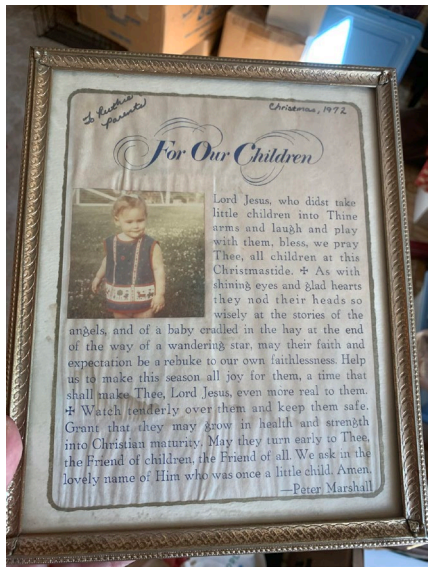 To Ruthie
Parents
Christmas, 1972
For Our Children
Lord Jesus, who didst take
little children into Thine
arms and laugh and play
with them, bless, we pray
Thee, all children at this
Christmastide. ✢ As with
shining eyes and glad hearts
they nod their heads so
wisely at the stories of the
angels, and of a baby cradled in the hay at the end
of the way of a wandering star, may their faith and
expectation be a rebuke to our own faithlessness. Help
us to make this season all joy for them, a time that
shall make Thee, Lord Jesus, even more real to them.
✢ Watch tenderly over them and keep them safe.
Grant that they may grow in health and strength
into Christian maturity. May they turn early to Thee,
the Friend of children, the Friend of all. We ask in the
lovely name of Him who was once a little child, Amen.
—Peter Marshall